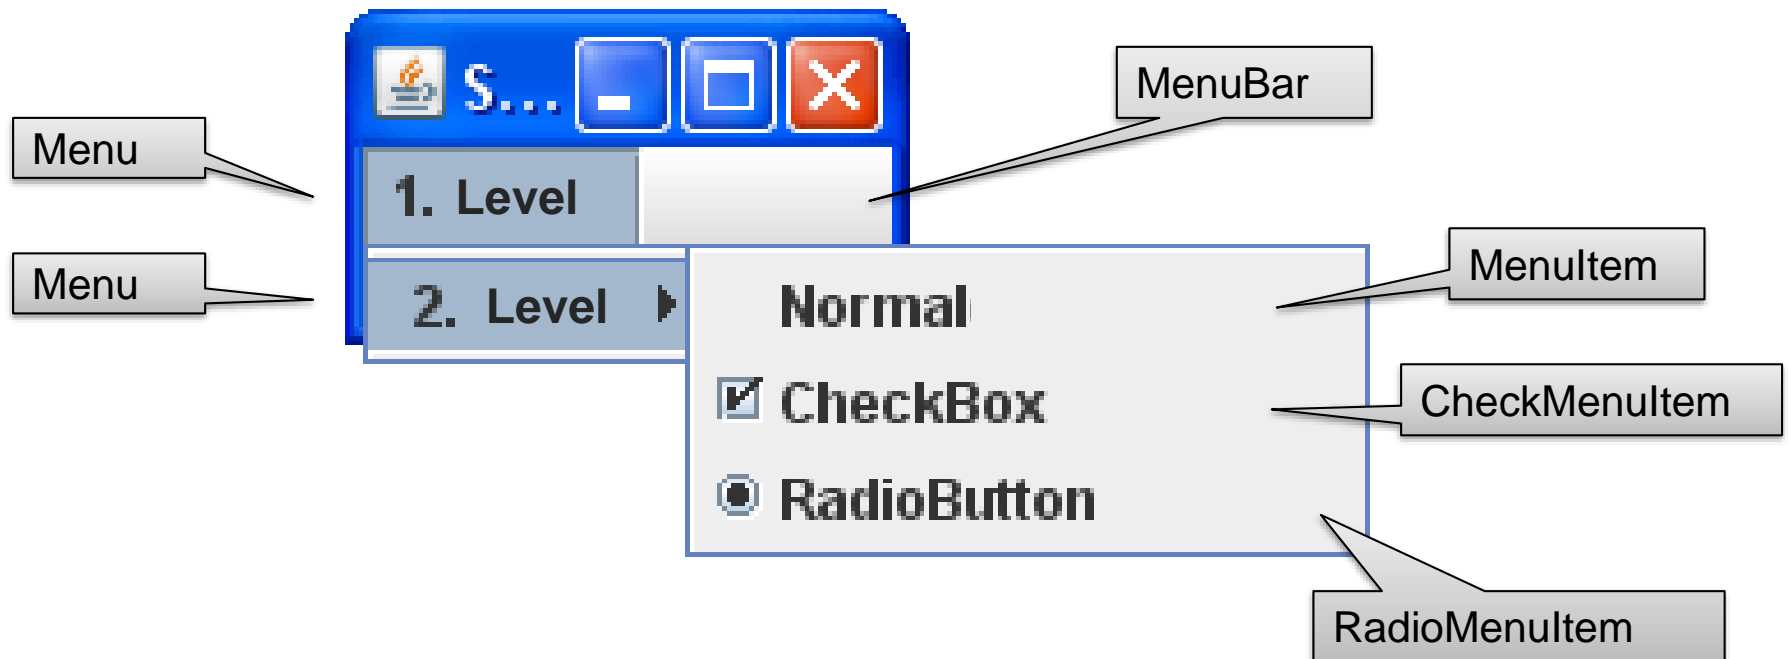 S...
MenuBar
Menu
1. Level
Menu
2. Level
Normal
MenuItem
CheckBox
CheckMenuItem
RadioButton
RadioMenuItem